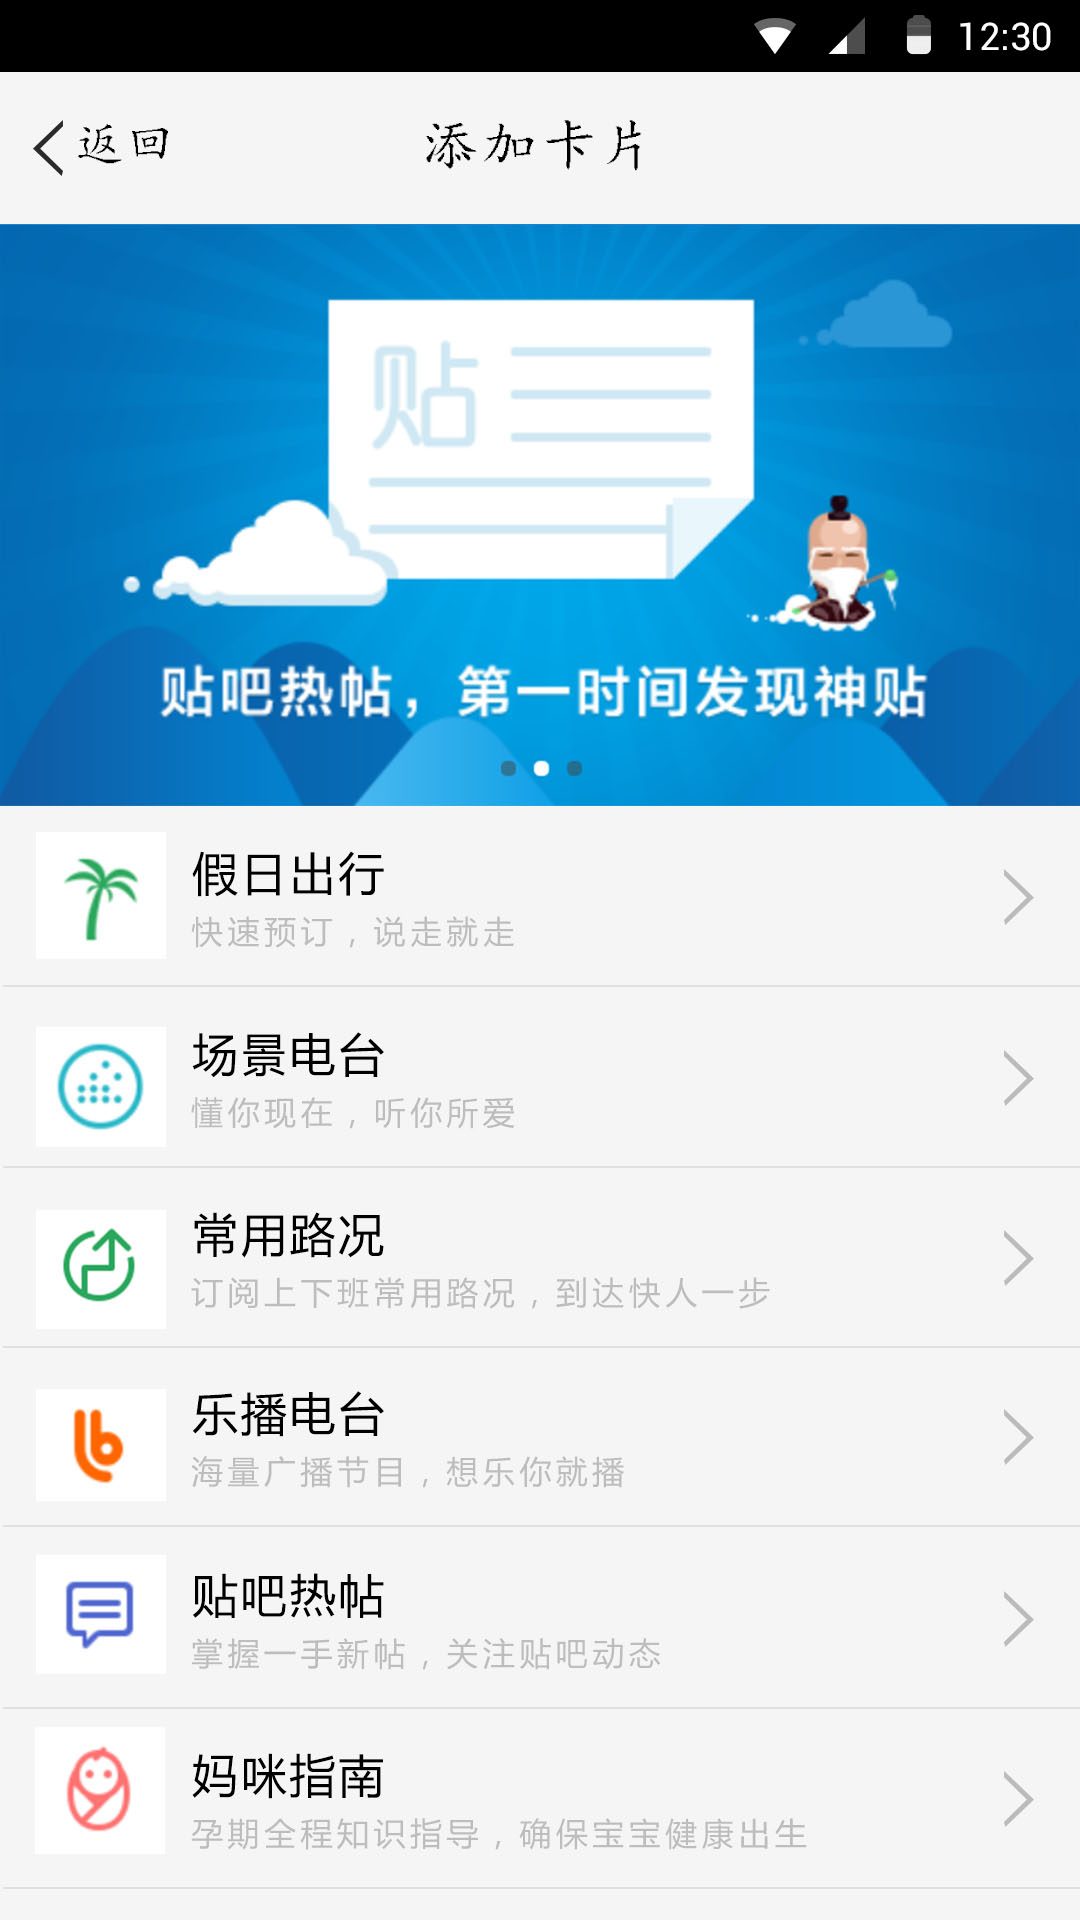 12:30
返回
添加卡片
贴
贴吧热帖，第一时间发现神贴
假日出行
快速预订，说走就走
场景电台
懂你现在，听你所爱
常用路况
订阅上下班常用路况，到达快人一步
乐播电台
海量广播节目，想乐你就播
贴吧热帖
掌握一手新帖，关注贴吧动态
妈咪指南
孕期全程知识指导，确保宝宝健康出生